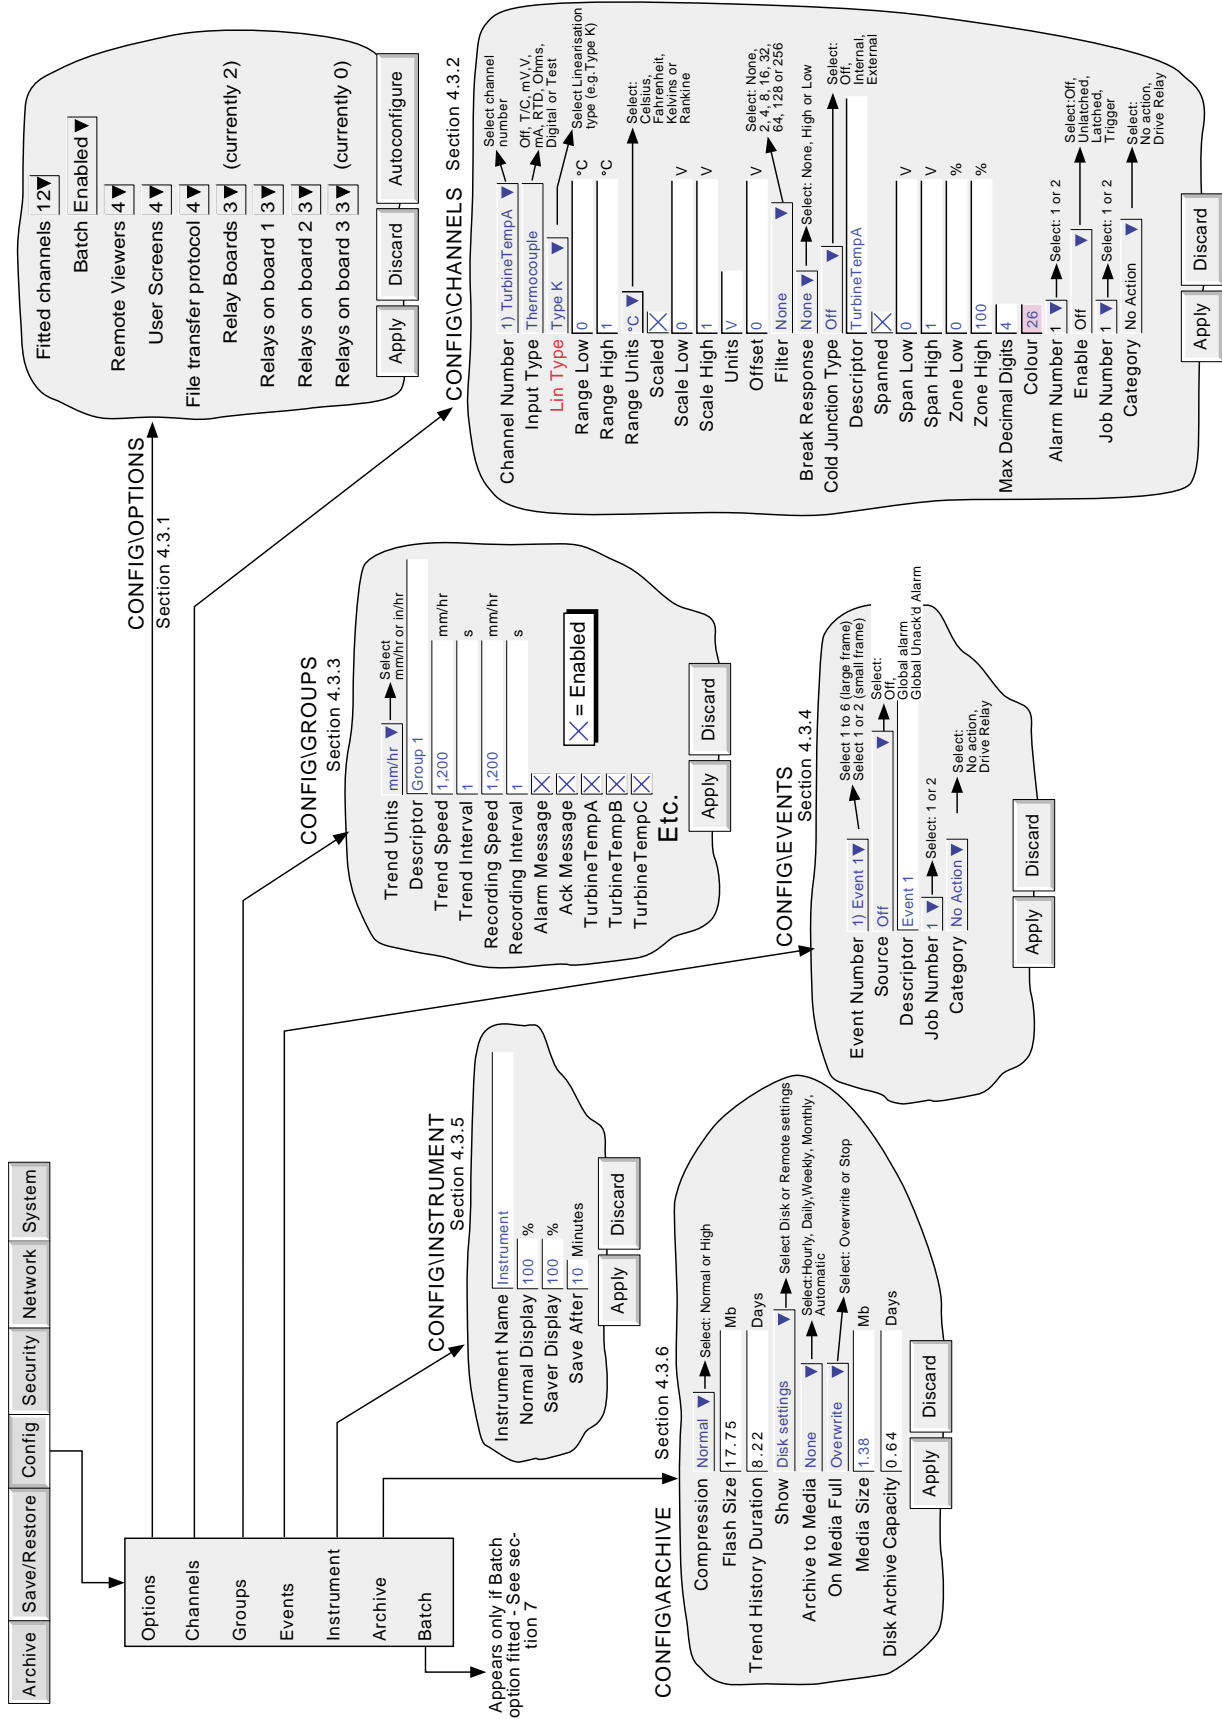 Archive
Save/Restore
Config
Security
Network
System
Options
Channels
Groups
Events
Instrument
Archive
Batch
Appears only if Batch
option fitted - See sec-
tion 7
CONFIG\OPTIONS
Section 4.3.1
Fitted channels 12
Batch Enabled
Remote Viewers 4
User Screens 4
File transfer protocol 4
Relay Boards 3 (currently 2)
Relays on board 1 3
Relays on board 2 3
Relays on board 3 3 (currently 0)
Apply Discard Autoconfigure
CONFIG\CHANNELS Section 4.3.2
Channel Number 1) TurbineTempA
Select channel
number
Input Type Thermocouple
Off, T/C, mV,V,
mA, RTD, Ohms,
Digital or Test
Lin Type Type K
Select Linearisation
type (e.g.Type K)
Range Low 0 °C
Range High 1 °C
Range Units °C
Select:
Celsius,
Fahrenheit,
Kelvins or
Rankine
Scaled
Scale Low 0 V
Scale High 1 V
Units V
Offset 0
Filter None
Select: None,
2, 4, 8, 16, 32,
64, 128 or 256
Break Response None Select: None, High or Low
Cold Junction Type Off
Select:
Off,
Internal,
External
Descriptor TurbineTempA
Spanned
Span Low 0 V
Span High 1 V
Zone Low 0 %
Zone High 100 %
Max Decimal Digits 4
Colour 26
Alarm Number 1 Select: 1 or 2
Enable Off
Select:Off,
Unlatched,
Latched,
Trigger
Job Number 1 Select: 1 or 2
Category No Action
Select:
No action,
Drive Relay
Apply Discard
CONFIG\GROUPS
Section 4.3.3
Trend Units mm/hr
Select
mm/hr or in/hr
Descriptor Group 1
Trend Speed 1,200 mm/hr
Trend Interval 1 s
Recording Speed 1,200 mm/hr
Recording Interval 1 s
Alarm Message
Ack Message
TurbineTempA
TurbineTempB
TurbineTempC
Etc.
= Enabled
Apply Discard
CONFIG\EVENTS
Section 4.3.4
Event Number 1) Event 1
Select 1 to 6 (large frame)
Select 1 or 2 (small frame)
Source Off
Select:
Off,
Global alarm
Global Unack'd Alarm
Descriptor Event 1
Job Number 1 Select: 1 or 2
Category No Action
Select:
No action,
Drive Relay
Apply Discard
CONFIG\INSTRUMENT
Section 4.3.5
Instrument Name Instrument
Normal Display 100 %
Saver Display 100 %
Save After 10 Minutes
Apply Discard
CONFIG\ARCHIVE Section 4.3.6
Compression Normal Select: Normal or High
Flash Size 17.75 Mb
Trend History Duration 8.22 Days
Show Disk settings Select Disk or Remote settings
Archive to Media None
Select:Hourly, Daily,Weekly, Monthly,
Automatic
On Media Full Overwrite Select: Overwrite or Stop
Media Size 1.38 Mb
Disk Archive Capacity 0.64 Days
Apply Discard